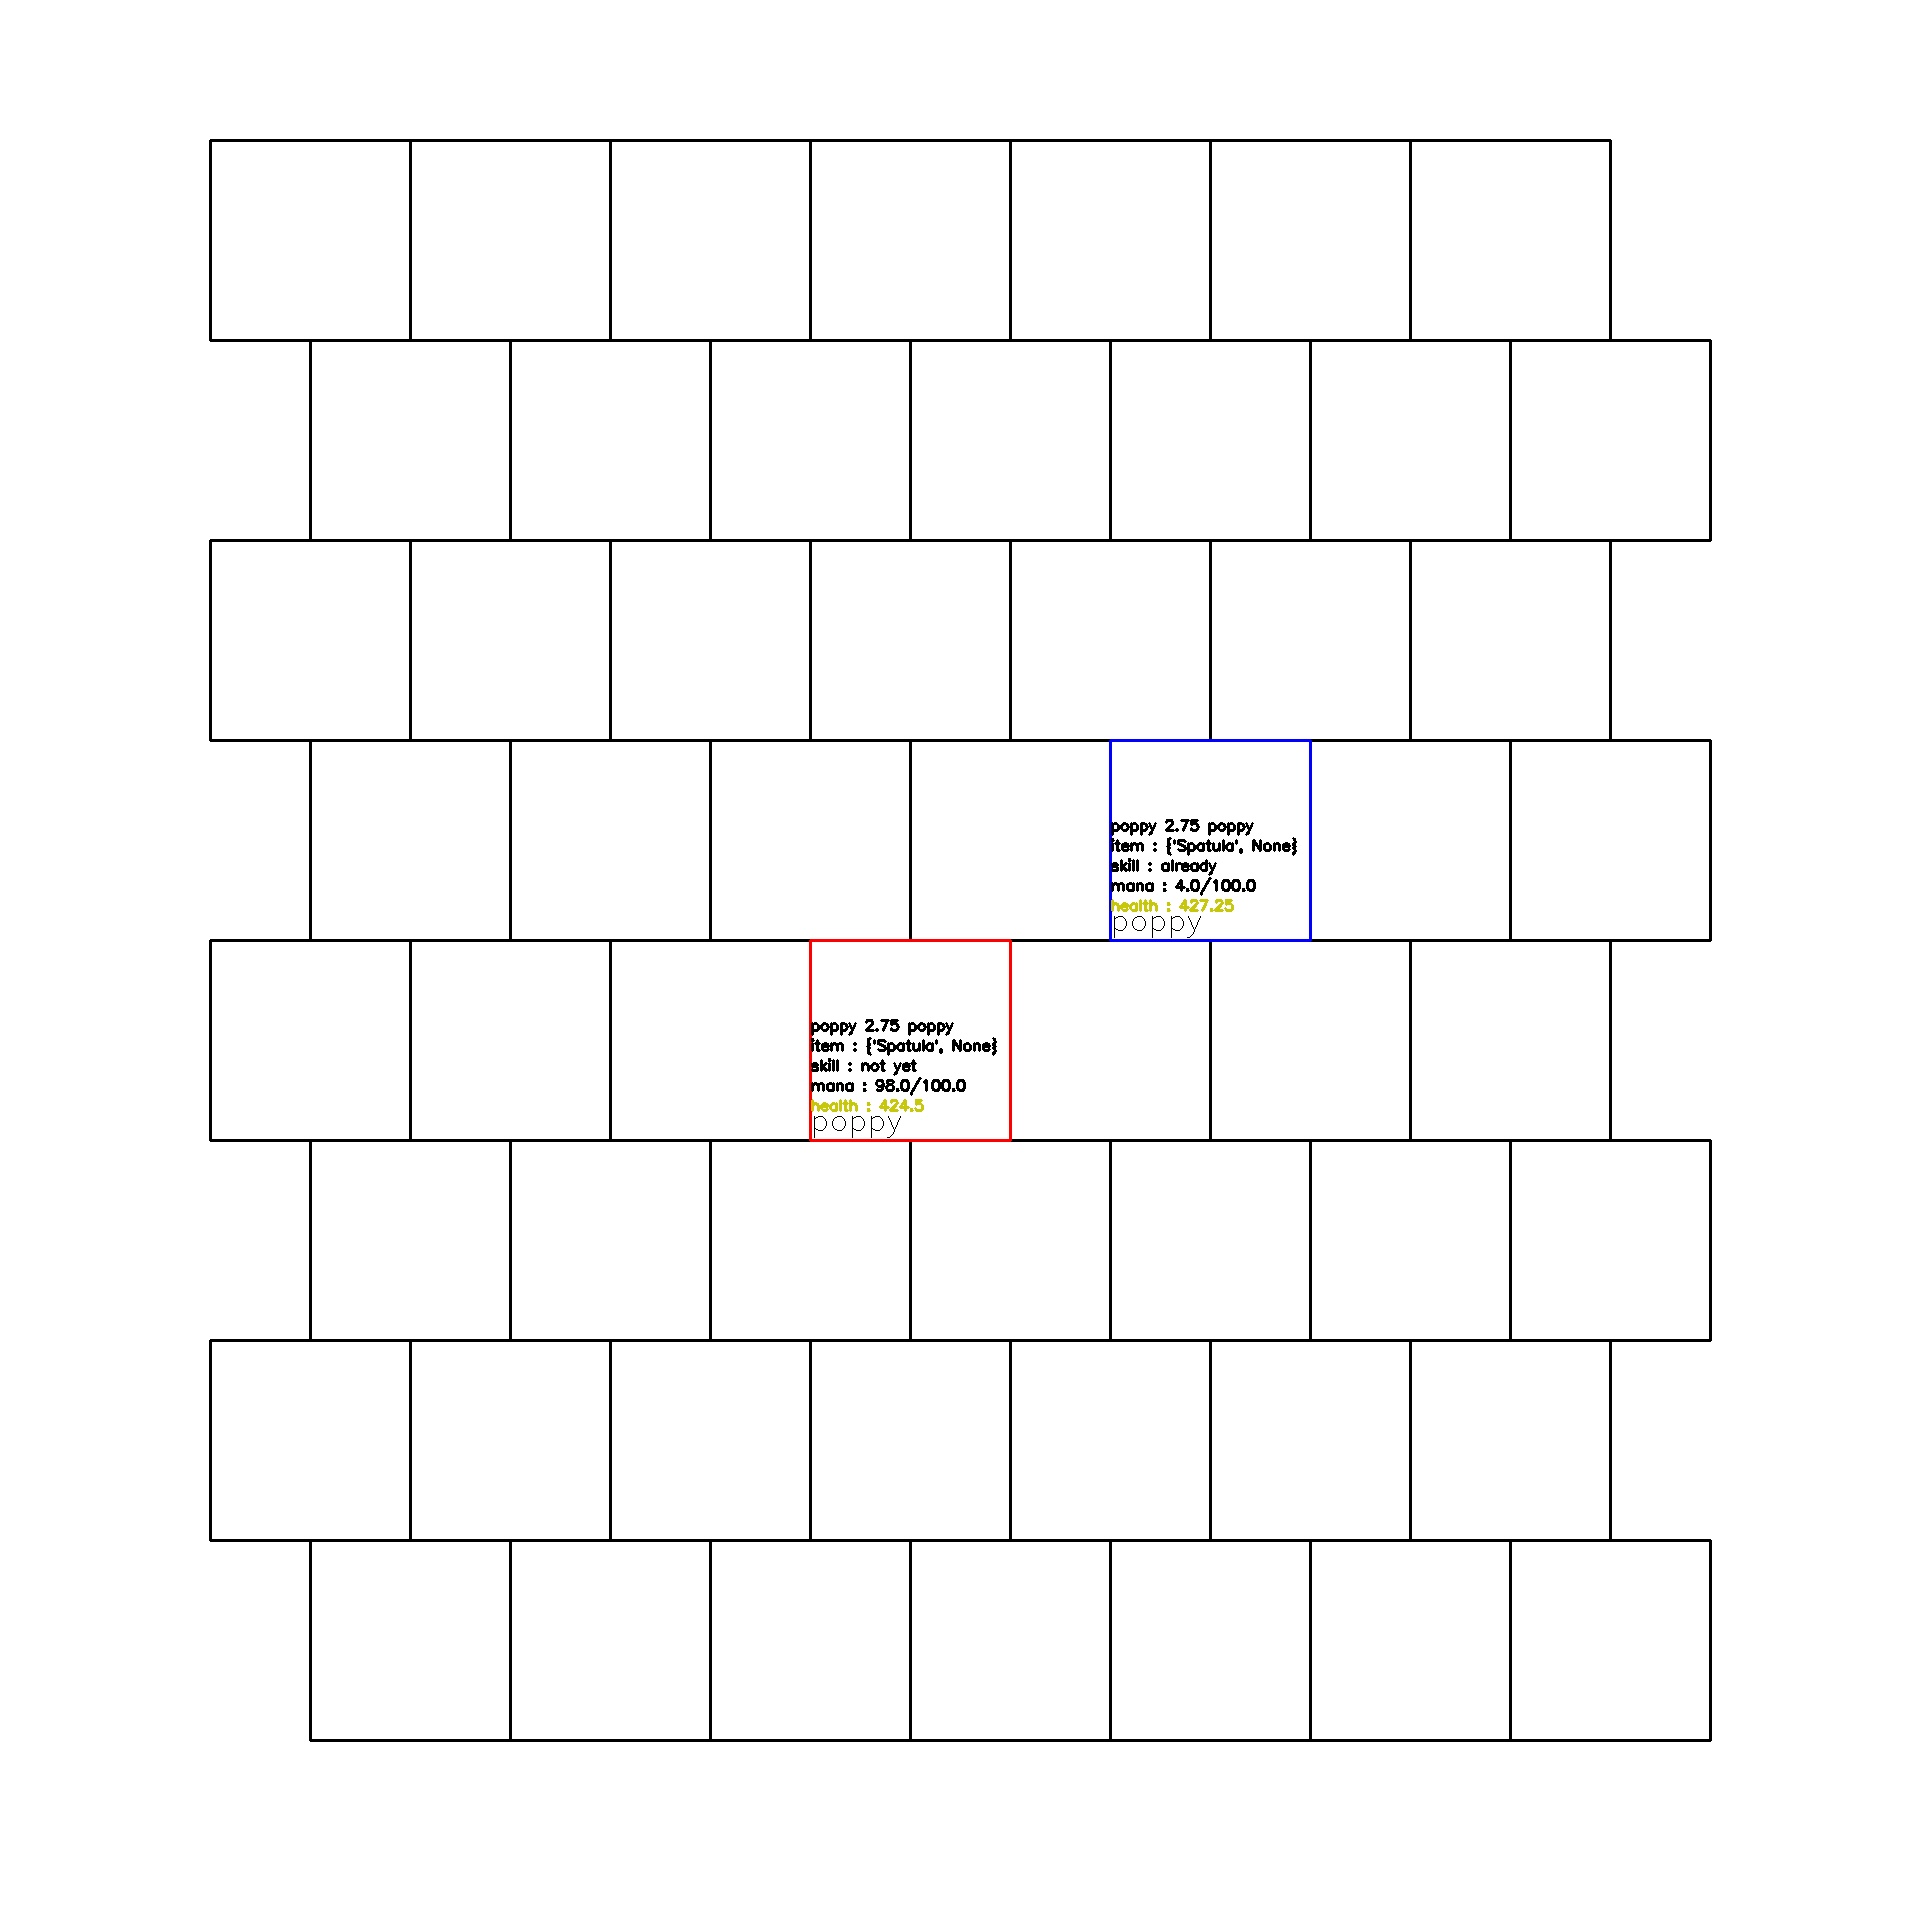 poppy 2.75 poppy
item : {'Spatula', None}
skill : already
mana : 4.0/100.0
health : 427.25
poppy
poppy 2.75 poppy
item : {'Spatula', None}
skill : not yet
mana : 98.0/100.0
health : 424.5
poppy